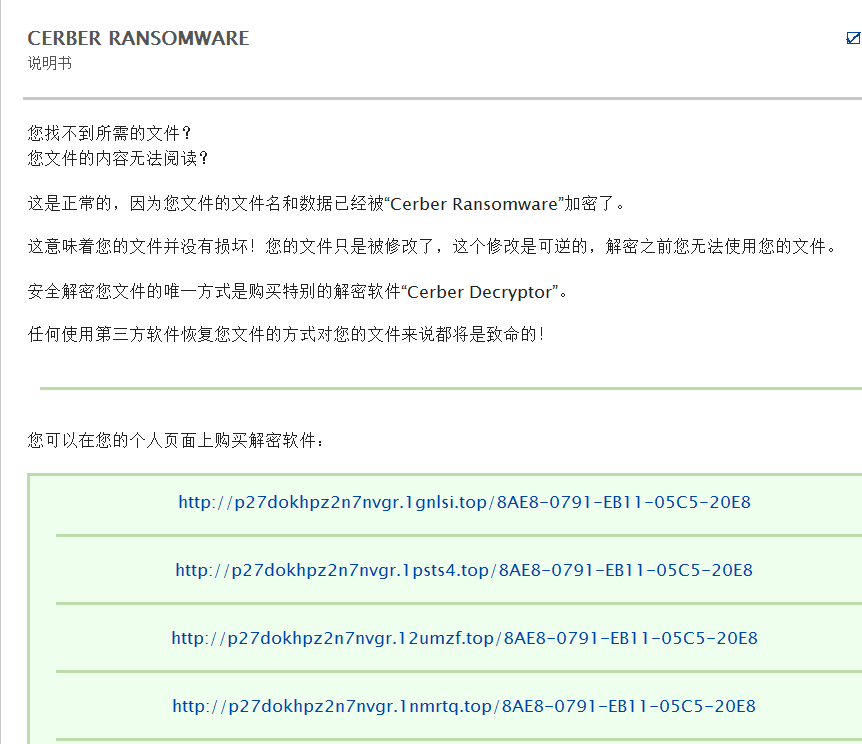 CERBER RANSOMWARE
说明书
您找不到所需的文件?
您文件的内容无法阅读?
这是正常的，因为您文件的文件名和数据已经被“Cerber Ransomware”加密了。
这意味着您的文件并没有损坏！您的文件只是被修改了，这个修改是可逆的，解密之前您无法使用您的文件。
安全解密您文件的唯一方式是购买特别的解密软件“Cerber Decryptor”。
任何使用第三方软件恢复您文件的方式对您的文件来说都将是致命的！
您可以在您的个人页面上购买解密软件：
http://p27dokhpz2n7nvgr.1gnlsi.top/8AE8-0791-EB11-05C5-20E8
http://p27dokhpz2n7nvgr.1psts4.top/8AE8-0791-EB11-05C5-20E8
http://p27dokhpz2n7nvgr.12umzf.top/8AE8-0791-EB11-05C5-20E8
http://p27dokhpz2n7nvgr.1nmrtq.top/8AE8-0791-EB11-05C5-20E8